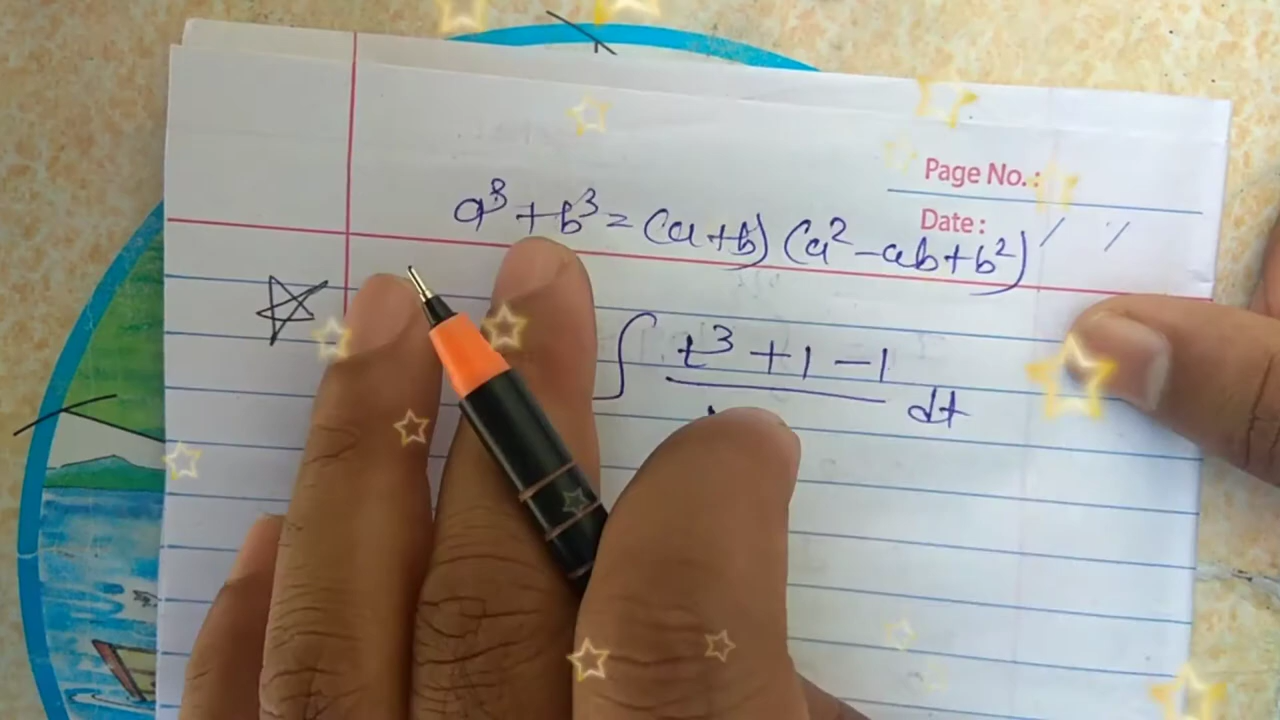 Page No.:
Date: / /
a³+b³=(a+b)(a²-ab+b²)
∫ t³+1-1 dt